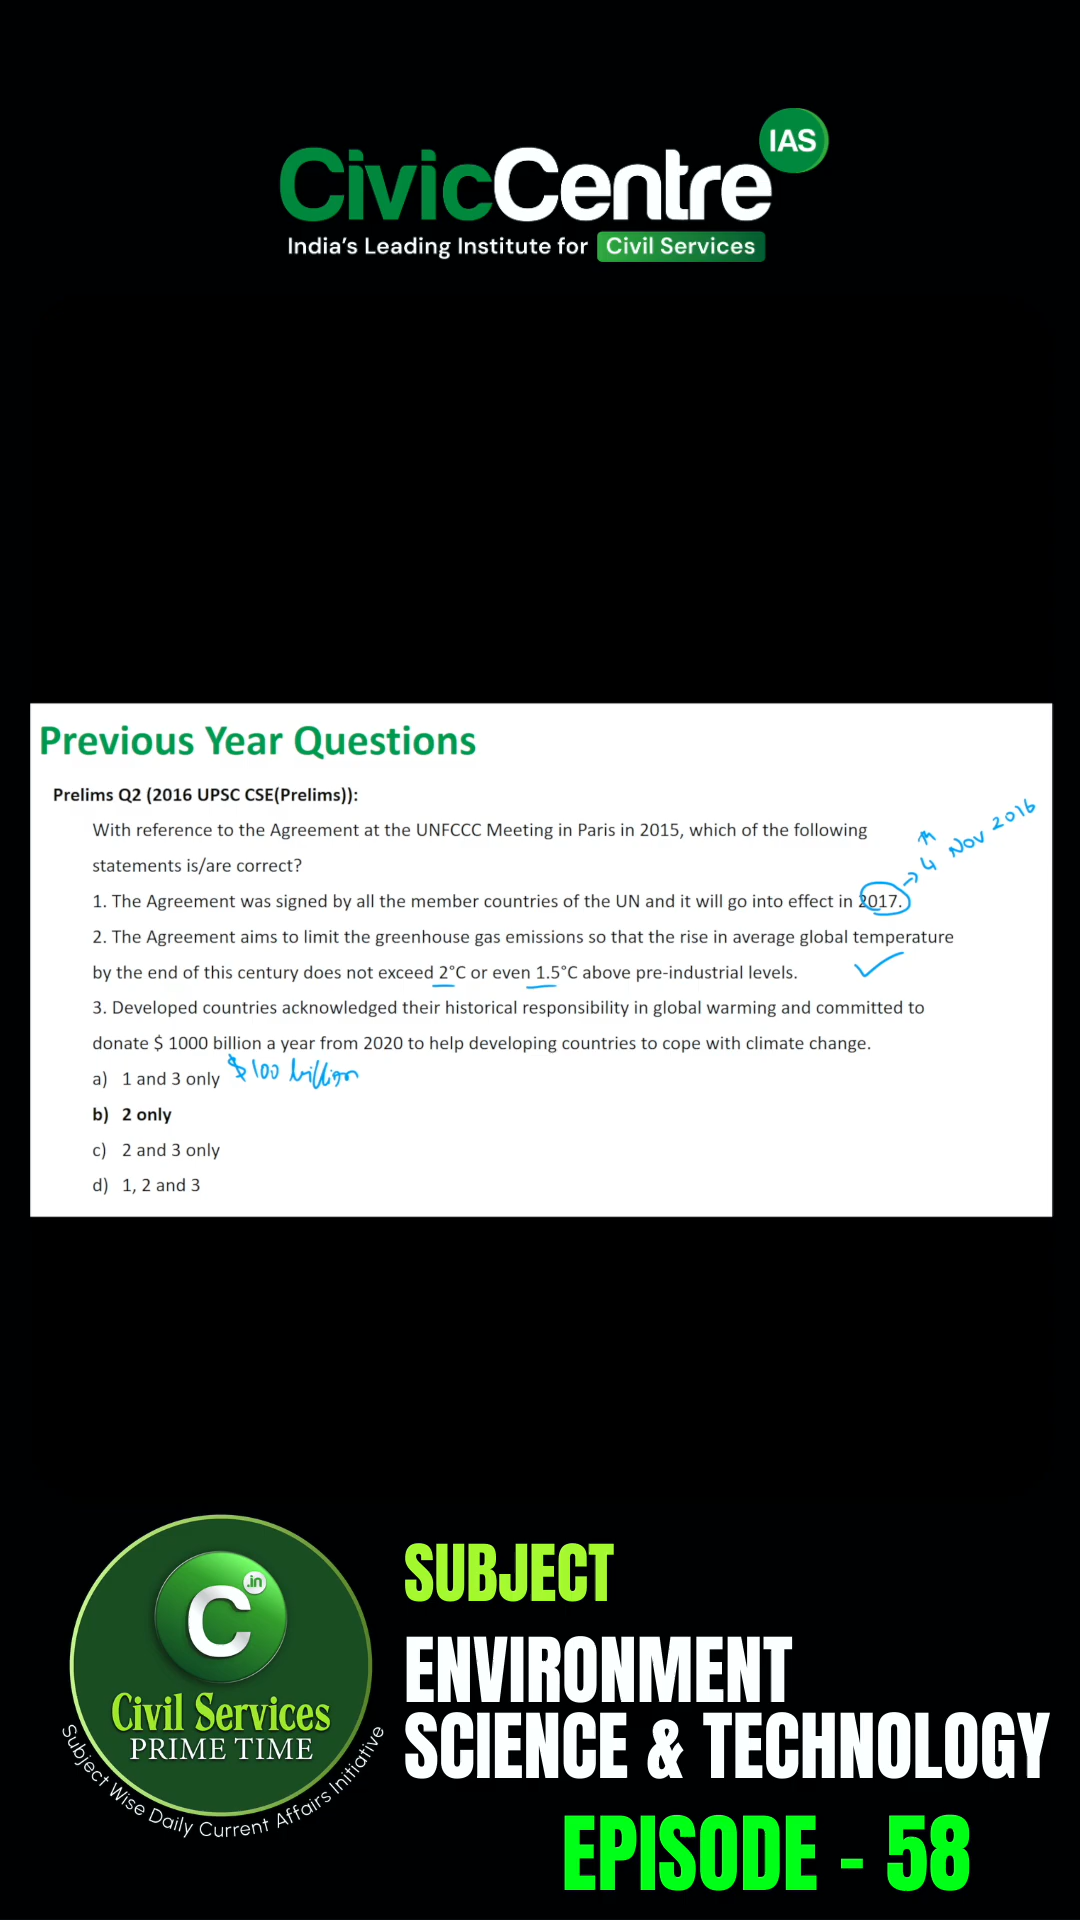 CivicCentre IAS
India's Leading Institute for Civil Services
Previous Year Questions
Prelims Q2 (2016 UPSC CSE(Prelims)):
With reference to the Agreement at the UNFCCC Meeting in Paris in 2015, which of the following
statements is/are correct?
1. The Agreement was signed by all the member countries of the UN and it will go into effect in 2017.
4 Nov 2016
2. The Agreement aims to limit the greenhouse gas emissions so that the rise in average global temperature
by the end of this century does not exceed 2°C or even 1.5°C above pre-industrial levels.
3. Developed countries acknowledged their historical responsibility in global warming and committed to
donate $ 1000 billion a year from 2020 to help developing countries to cope with climate change.
$100 billion
a) 1 and 3 only
b) 2 only
c) 2 and 3 only
d) 1, 2 and 3
C .in
Civil Services
PRIME TIME
Subject Wise Daily Current Affairs Initiative
SUBJECT
ENVIRONMENT
SCIENCE & TECHNOLOGY
EPISODE - 58